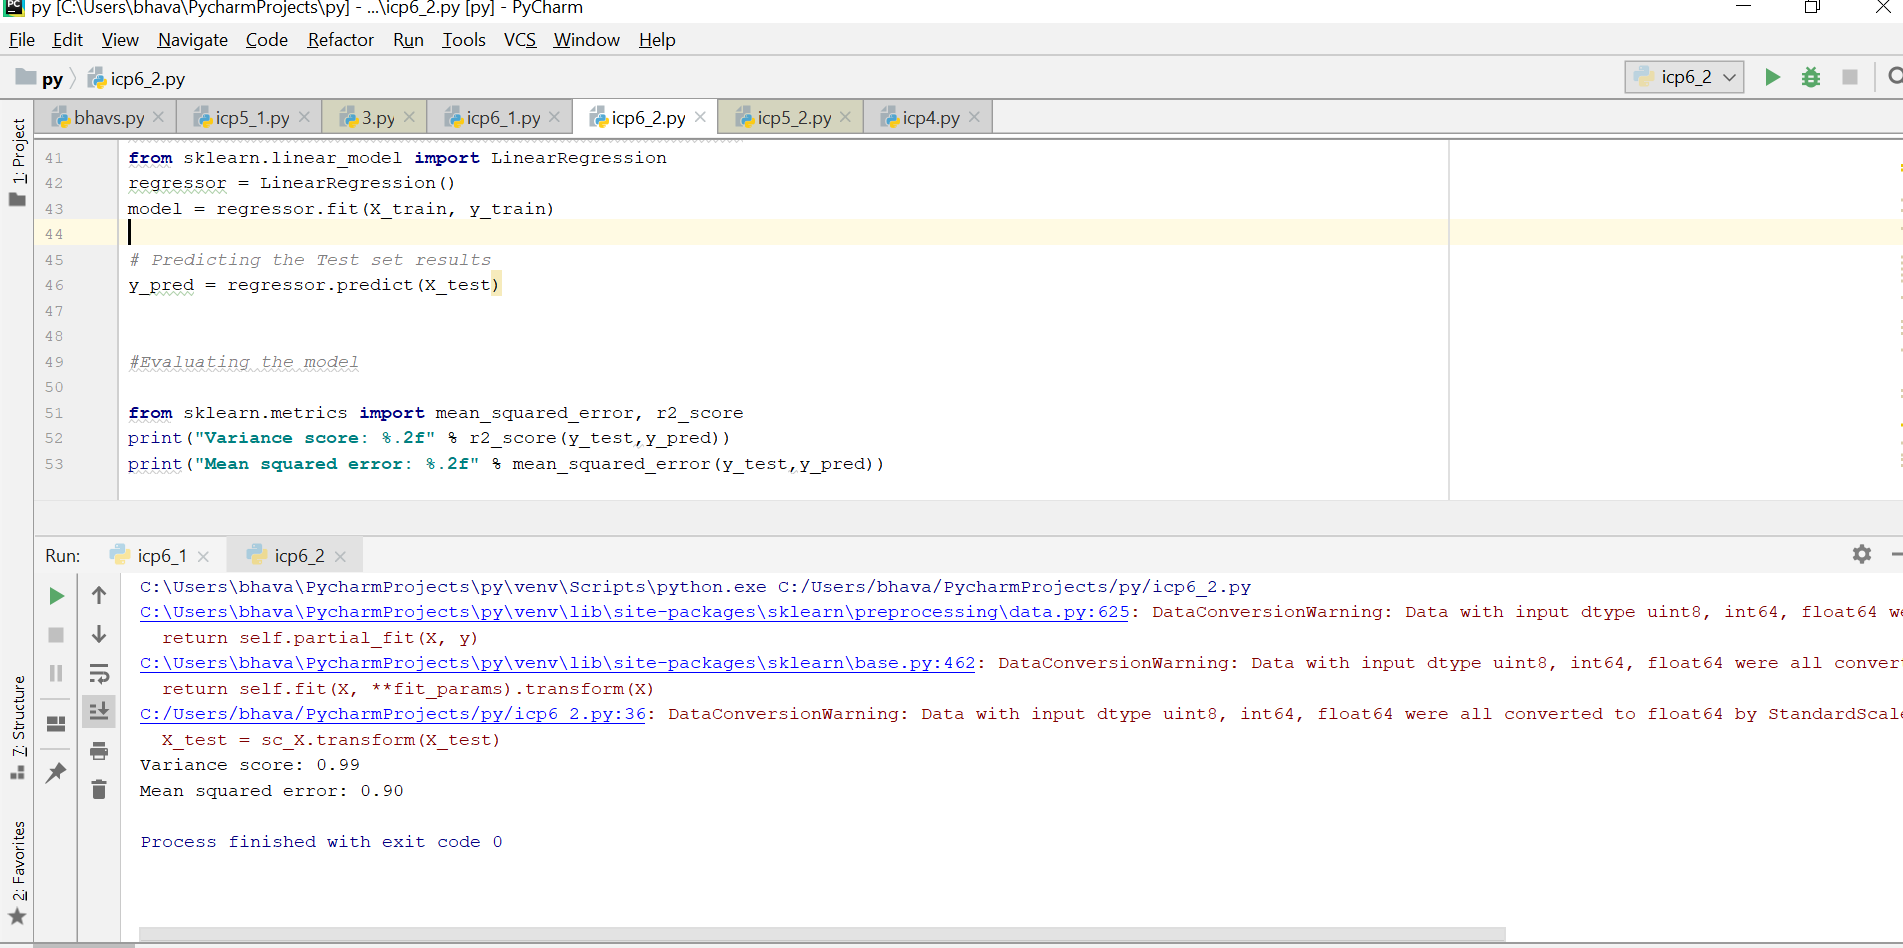 py [C:\Users\bhava\PycharmProjects\py] - ...\icp6_2.py [py] - PyCharm
File Edit View Navigate Code Refactor Run Tools VCS Window Help
py icp6_2.py icp6_2
bhavs.py icp5_1.py 3.py icp6_1.py icp6_2.py icp5_2.py icp4.py
1: Project
41 from sklearn.linear_model import LinearRegression
42 regressor = LinearRegression()
43 model = regressor.fit(X_train, y_train)
44
45 # Predicting the Test set results
46 y_pred = regressor.predict(X_test)
47
48
49 #Evaluating the model
50
51 from sklearn.metrics import mean_squared_error, r2_score
52 print("Variance score: %.2f" % r2_score(y_test,y_pred))
53 print("Mean squared error: %.2f" % mean_squared_error(y_test,y_pred))
Run: icp6_1 icp6_2
C:\Users\bhava\PycharmProjects\py\venv\Scripts\python.exe C:/Users/bhava/PycharmProjects/py/icp6_2.py
C:\Users\bhava\PycharmProjects\py\venv\lib\site-packages\sklearn\preprocessing\data.py:625: DataConversionWarning: Data with input dtype uint8, int64, float64 we
return self.partial_fit(X, y)
C:\Users\bhava\PycharmProjects\py\venv\lib\site-packages\sklearn\base.py:462: DataConversionWarning: Data with input dtype uint8, int64, float64 were all conver
return self.fit(X, **fit_params).transform(X)
C:/Users/bhava/PycharmProjects/py/icp6_2.py:36: DataConversionWarning: Data with input dtype uint8, int64, float64 were all converted to float64 by StandardScale
X_test = sc_X.transform(X_test)
Variance score: 0.99
Mean squared error: 0.90
Process finished with exit code 0
7: Structure
2: Favorites